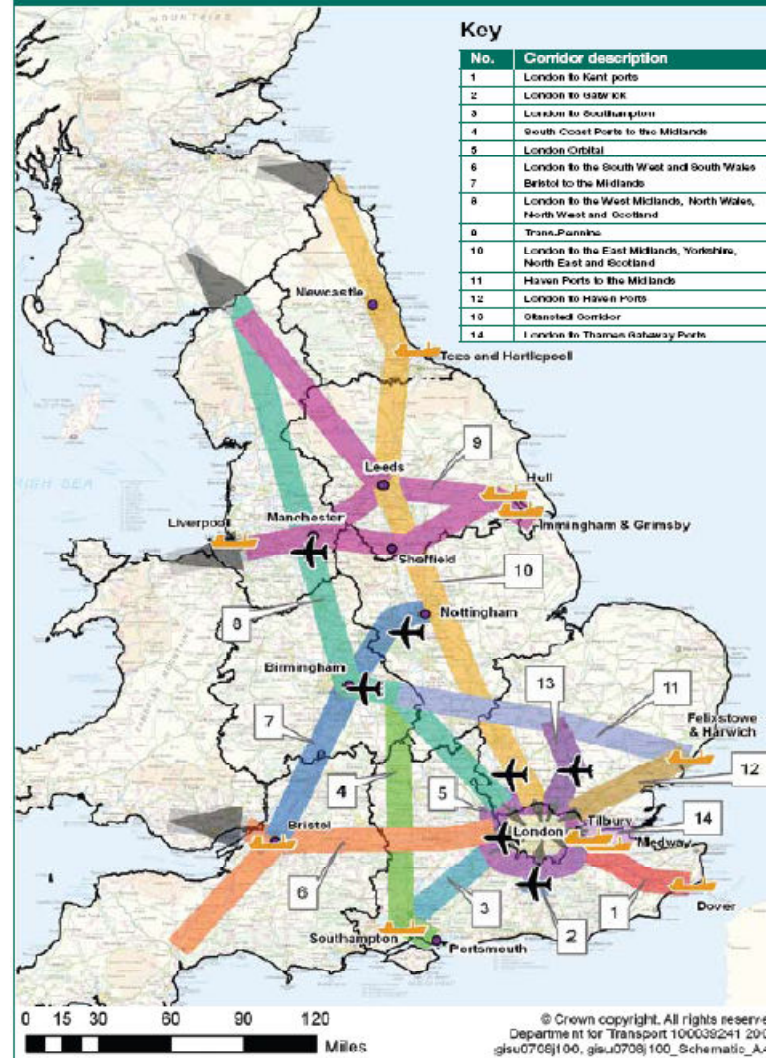 Key
No. Corridor description
1 London to Kent ports
2 London to Gatwick
3 London to Southampton
4 South Coast Ports to the Midlands
5 London Orbital
6 London to the South West and South Wales
7 Bristol to the Midlands
8 London to the West Midlands, North Wales,
North West and Scotland
9 Trans-Pennine
10 London to the East Midlands, Yorkshire,
North East and Scotland
11 Haven Ports to the Midlands
12 London to Haven Ports
13 Stansted Corridor
14 London to Thames Gateway Ports
Newcastle
Tees and Hartlepool
Leeds
9
Hull
Liverpool
Manchester
Immingham & Grimsby
Sheffield
10
8
Nottingham
Birmingham
13
11
7
Felixstowe
& Harwich
4
12
5
Tilbury
14
Bristol
London
Medway
6
3
2
1
Dover
Southampton
Portsmouth
0 15 30 60 90 120
Miles
© Crown copyright. All rights reserve
Department for Transport 100039241 200
gisu0708j100, gisu0708j100_Schematic_A4